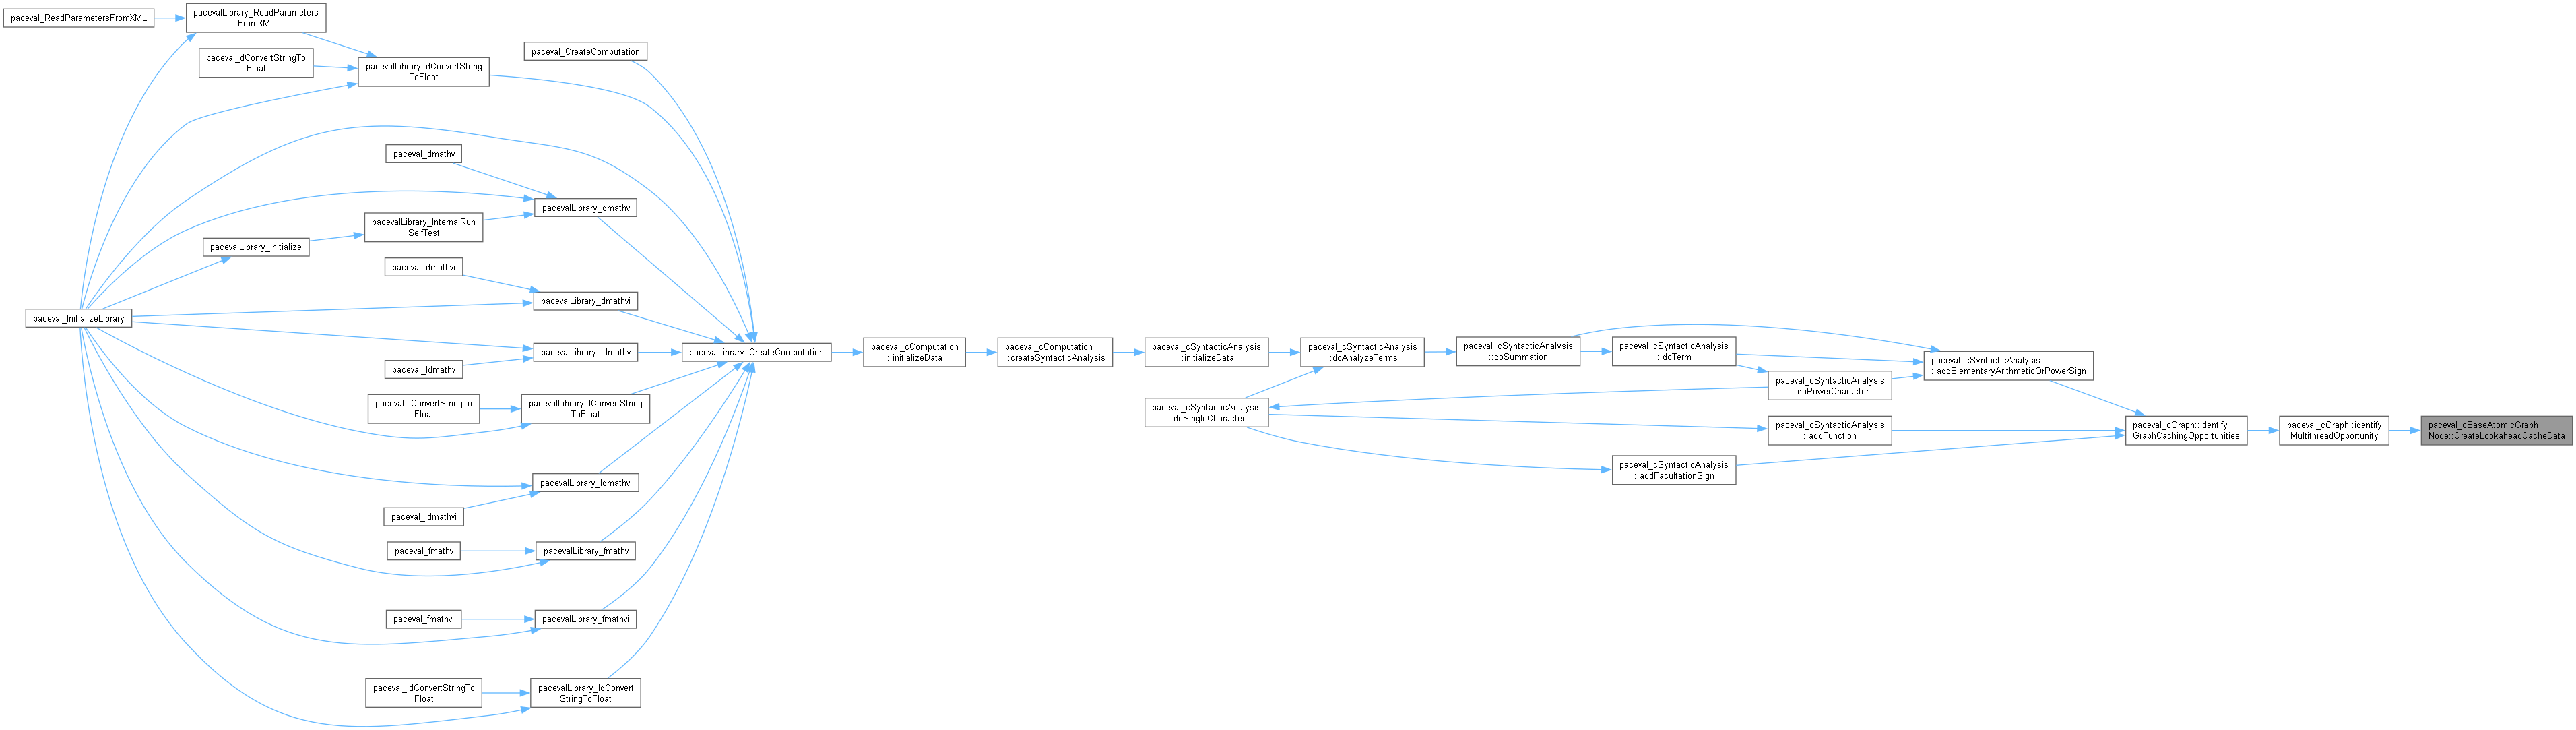 paceval_ReadParametersFromXML
pacevalLibrary_ReadParameters
FromXML
paceval_dConvertStringTo
Float
pacevalLibrary_dConvertString
ToFloat
paceval_CreateComputation
paceval_dmathv
pacevalLibrary_dmathv
pacevalLibrary_InternalRun
SelfTest
pacevalLibrary_Initialize
paceval_dmathvi
pacevalLibrary_dmathvi
paceval_InitializeLibrary
pacevalLibrary_ldmathv
paceval_ldmathv
pacevalLibrary_CreateComputation
paceval_cComputation
::initializeData
paceval_cComputation
::createSyntacticAnalysis
paceval_cSyntacticAnalysis
::initializeData
paceval_cSyntacticAnalysis
::doAnalyzeTerms
paceval_cSyntacticAnalysis
::doSummation
paceval_cSyntacticAnalysis
::doTerm
paceval_cSyntacticAnalysis
::addElementaryArithmeticOrPowerSign
paceval_cSyntacticAnalysis
::doPowerCharacter
paceval_fConvertStringTo
Float
pacevalLibrary_fConvertString
ToFloat
paceval_cSyntacticAnalysis
::doSingleCharacter
paceval_cSyntacticAnalysis
::addFunction
paceval_cGraph::identify
GraphCachingOpportunities
paceval_cGraph::identify
MultithreadOpportunity
paceval_cBaseAtomicGraph
Node::CreateLookaheadCacheData
paceval_cSyntacticAnalysis
::addFacultationSign
pacevalLibrary_ldmathvi
paceval_ldmathvi
paceval_fmathv
pacevalLibrary_fmathv
paceval_fmathvi
pacevalLibrary_fmathvi
paceval_ldConvertStringTo
Float
pacevalLibrary_ldConvert
StringToFloat